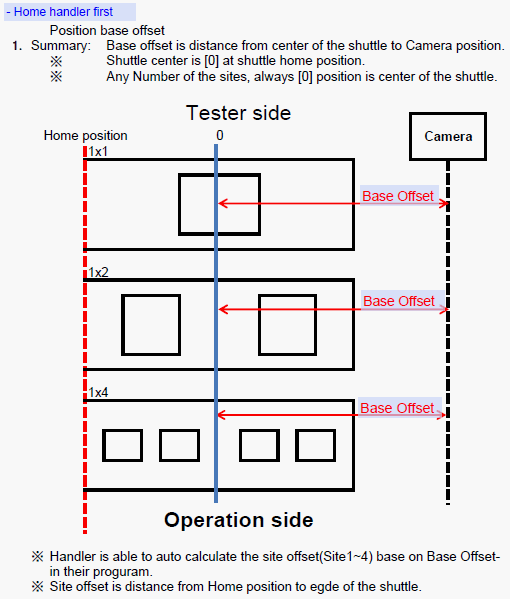 - Home handler first
Position base offset
1. Summary: Base offset is distance from center of the shuttle to Camera position.
※ Shuttle center is [0] at shuttle home position.
※ Any Number of the sites, always [0] position is center of the shuttle.
Tester side
Home position
0
Camera
1x1
Base Offset
1x2
Base Offset
1x4
Base Offset
Operation side
※ Handler is able to auto calculate the site offset(Site1~4) base on Base Offset-
in their proguram.
※ Site offset is distance from Home position to egde of the shuttle.